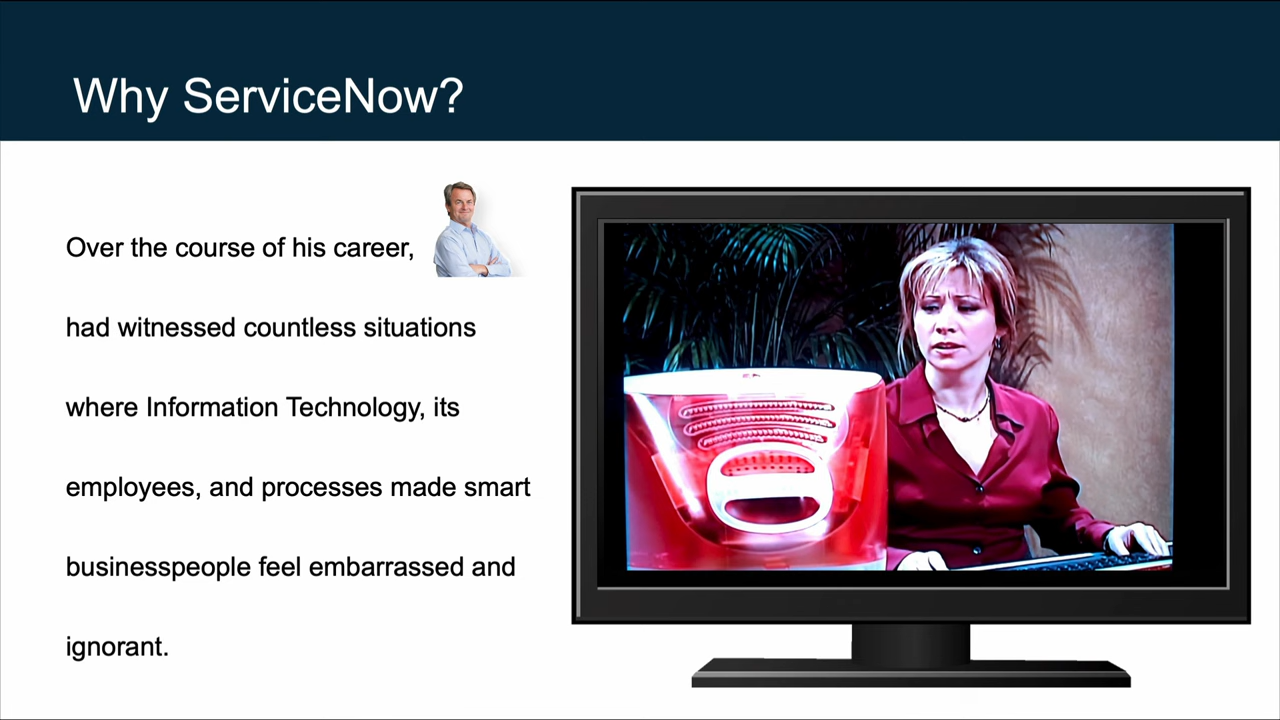 Why ServiceNow?
Over the course of his career,
had witnessed countless situations
where Information Technology, its
employees, and processes made smart
businesspeople feel embarrassed and
ignorant.